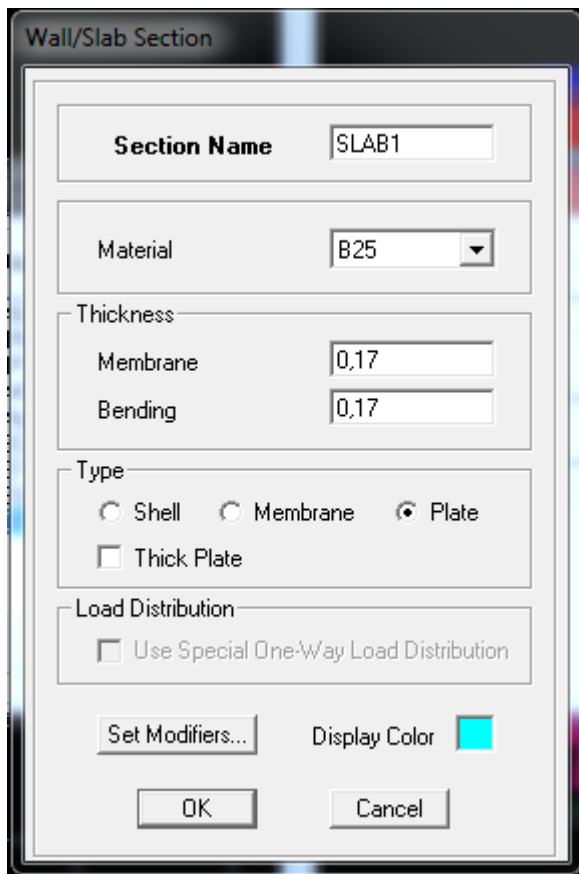 Wall/Slab Section
Section Name SLAB1
Material B25
Thickness
Membrane 0,17
Bending 0,17
Type
Shell Membrane Plate
Thick Plate
Load Distribution
Use Special One-Way Load Distribution
Set Modifiers... Display Color
OK Cancel